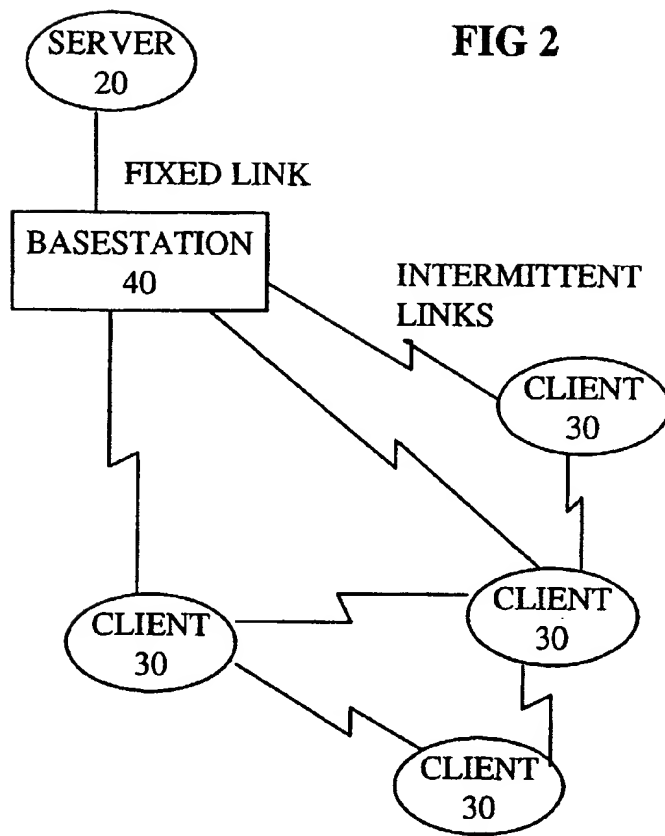 FIG 2
SERVER
20
FIXED LINK
BASESTATION
40
INTERMITTENT
LINKS
CLIENT
30
CLIENT
30
CLIENT
30
CLIENT
30